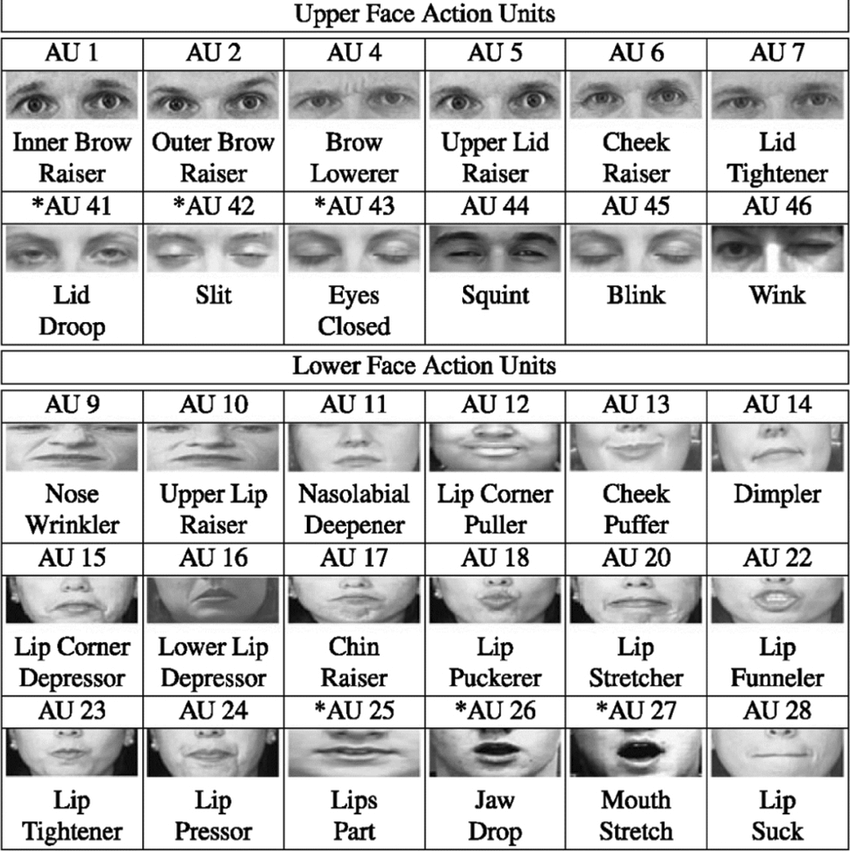 Upper Face Action Units
AU 1 AU 2 AU 4 AU 5 AU 6 AU 7
Inner Brow Outer Brow Brow Upper Lid Cheek Lid
Raiser Raiser Lowerer Raiser Raiser Tightener
*AU 41 *AU 42 *AU 43 AU 44 AU 45 AU 46
Lid Slit Eyes Squint Blink Wink
Droop Closed
Lower Face Action Units
AU 9 AU 10 AU 11 AU 12 AU 13 AU 14
Nose Upper Lip Nasolabial Lip Corner Cheek Dimpler
Wrinkler Raiser Deepener Puller Puffer
AU 15 AU 16 AU 17 AU 18 AU 20 AU 22
Lip Corner Lower Lip Chin Lip Lip Lip
Depressor Depressor Raiser Puckerer Stretcher Funneler
AU 23 AU 24 *AU 25 *AU 26 *AU 27 AU 28
Lip Lip Lips Jaw Mouth Lip
Tightener Pressor Part Drop Stretch Suck